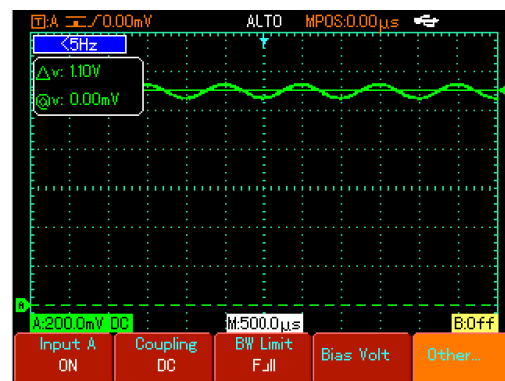 T:A 0.00mV ALTO MPOS:0.00µs
<5Hz
△v: 1.10V
@v: 0.00mV
A
A:200.0mV DC M:500.0µs B:Off
Input A Coupling BW Limit Bias Volt Other...
ON DC Full